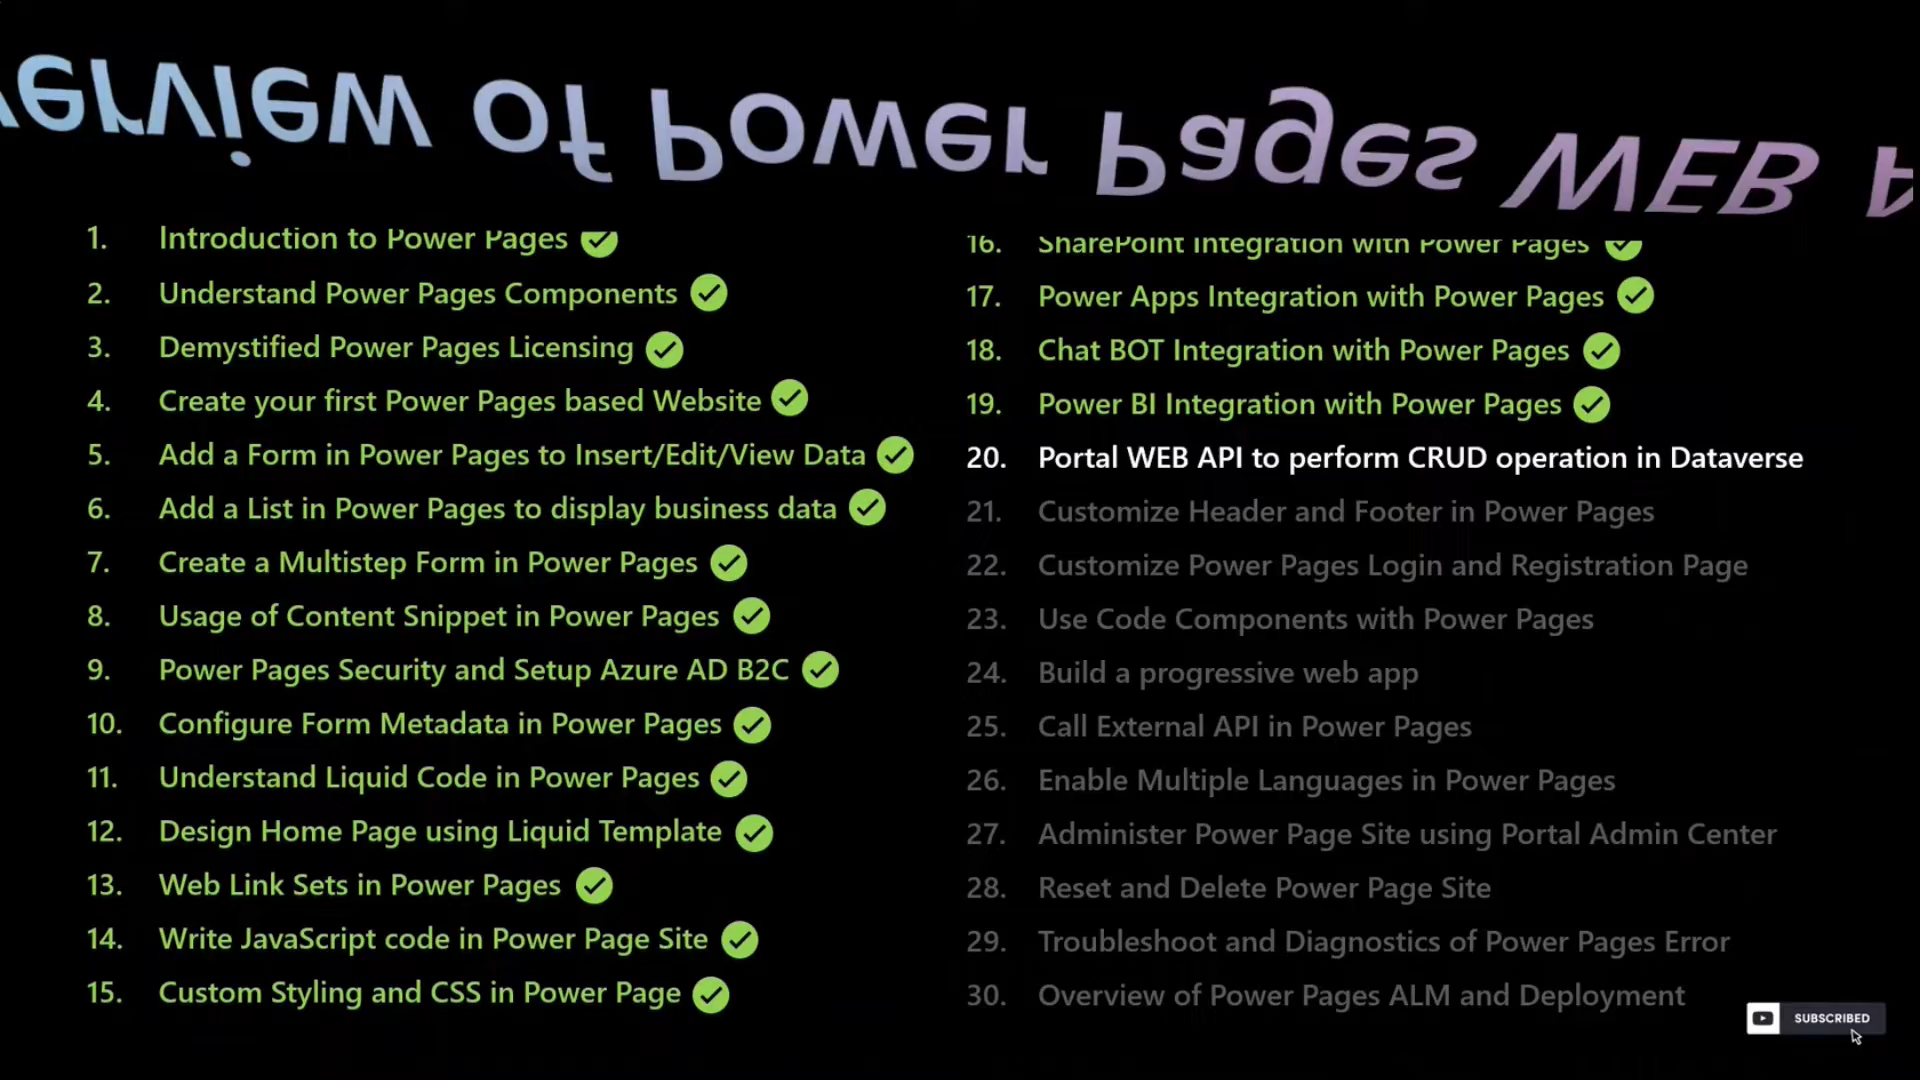 erview of Power Pages WEB
1. Introduction to Power Pages
2. Understand Power Pages Components
3. Demystified Power Pages Licensing
4. Create your first Power Pages based Website
5. Add a Form in Power Pages to Insert/Edit/View Data
6. Add a List in Power Pages to display business data
7. Create a Multistep Form in Power Pages
8. Usage of Content Snippet in Power Pages
9. Power Pages Security and Setup Azure AD B2C
10. Configure Form Metadata in Power Pages
11. Understand Liquid Code in Power Pages
12. Design Home Page using Liquid Template
13. Web Link Sets in Power Pages
14. Write JavaScript code in Power Page Site
15. Custom Styling and CSS in Power Page
16. SharePoint Integration with Power Pages
17. Power Apps Integration with Power Pages
18. Chat BOT Integration with Power Pages
19. Power BI Integration with Power Pages
20. Portal WEB API to perform CRUD operation in Dataverse
21. Customize Header and Footer in Power Pages
22. Customize Power Pages Login and Registration Page
23. Use Code Components with Power Pages
24. Build a progressive web app
25. Call External API in Power Pages
26. Enable Multiple Languages in Power Pages
27. Administer Power Page Site using Portal Admin Center
28. Reset and Delete Power Page Site
29. Troubleshoot and Diagnostics of Power Pages Error
30. Overview of Power Pages ALM and Deployment
SUBSCRIBED